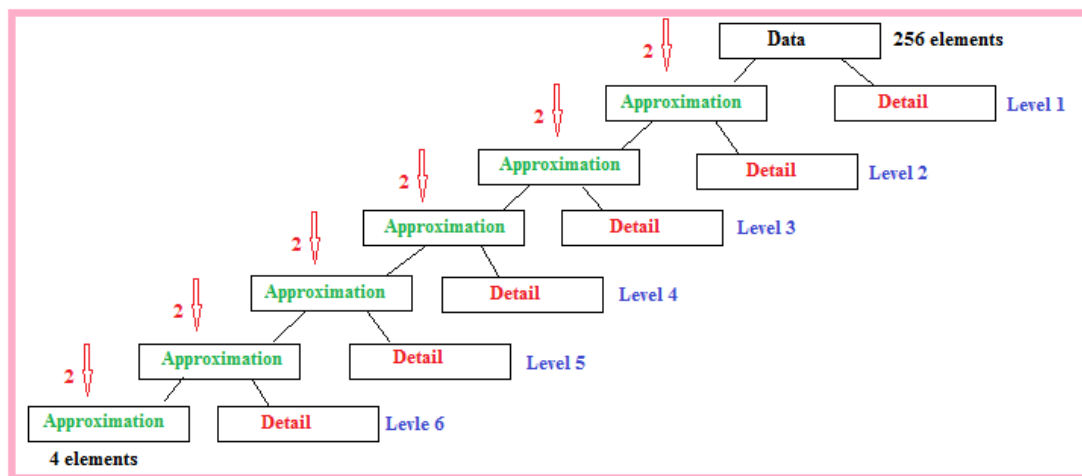 2
Data
256 elements
2
Approximation
Detail
Level 1
2
Approximation
Detail
Level 2
2
Approximation
Detail
Level 3
2
Approximation
Detail
Level 4
2
Approximation
Detail
Level 5
Approximation
Detail
Levle 6
4 elements